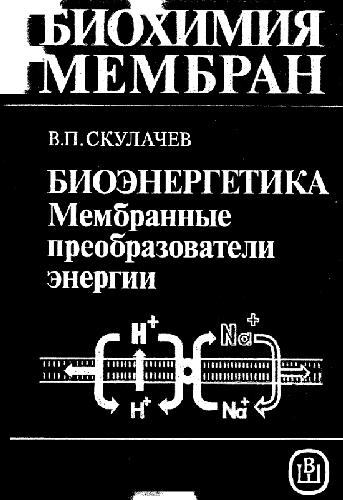 БИОХИМИЯ
МЕМБРАН
В.П. СКУЛАЧЕВ
БИОЭНЕРГЕТИКА
Мембранные
преобразователи
энергии
H+ Na+
H+ Na+